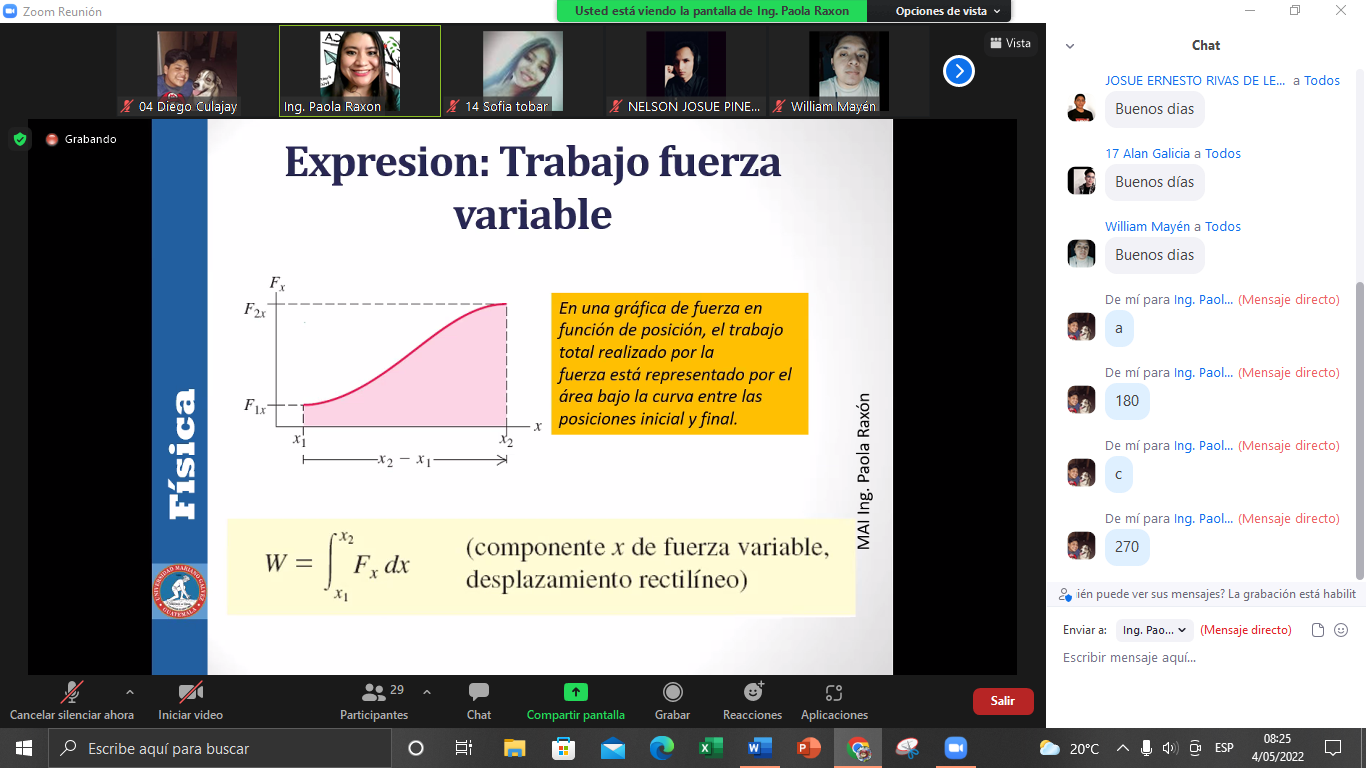 Zoom Reunión
Usted está viendo la pantalla de Ing. Paola Raxon
Opciones de vista
04 Diego Culajay
Ing. Paola Raxon
14 Sofia tobar
NELSON JOSUE PINE...
William Mayén
Vista
Grabando
Expresion: Trabajo fuerza
variable
Fx
F2x
F1x
x1
x2
x
x2 − x1
En una gráfica de fuerza en
función de posición, el trabajo
total realizado por la
fuerza está representado por el
área bajo la curva entre las
posiciones inicial y final.
W = ∫x1x2 Fx dx
(componente x de fuerza variable,
desplazamiento rectilíneo)
Física
UNIVERSIDAD MARIANO GALVEZ
GUATEMALA
MAI Ing. Paola Raxón
Chat
JOSUE ERNESTO RIVAS DE LE... a Todos
Buenos dias
17 Alan Galicia a Todos
Buenos días
William Mayén a Todos
Buenos dias
De mí para Ing. Paol... (Mensaje directo)
a
De mí para Ing. Paol... (Mensaje directo)
180
De mí para Ing. Paol... (Mensaje directo)
c
De mí para Ing. Paol... (Mensaje directo)
270
ién puede ver sus mensajes? La grabación está habilit
Enviar a: Ing. Pao... (Mensaje directo)
Escribir mensaje aquí...
Cancelar silenciar ahora
Iniciar video
29
Participantes
Chat
Compartir pantalla
Grabar
Reacciones
Aplicaciones
Salir
Escribe aquí para buscar
20°C
ESP
08:25
4/05/2022